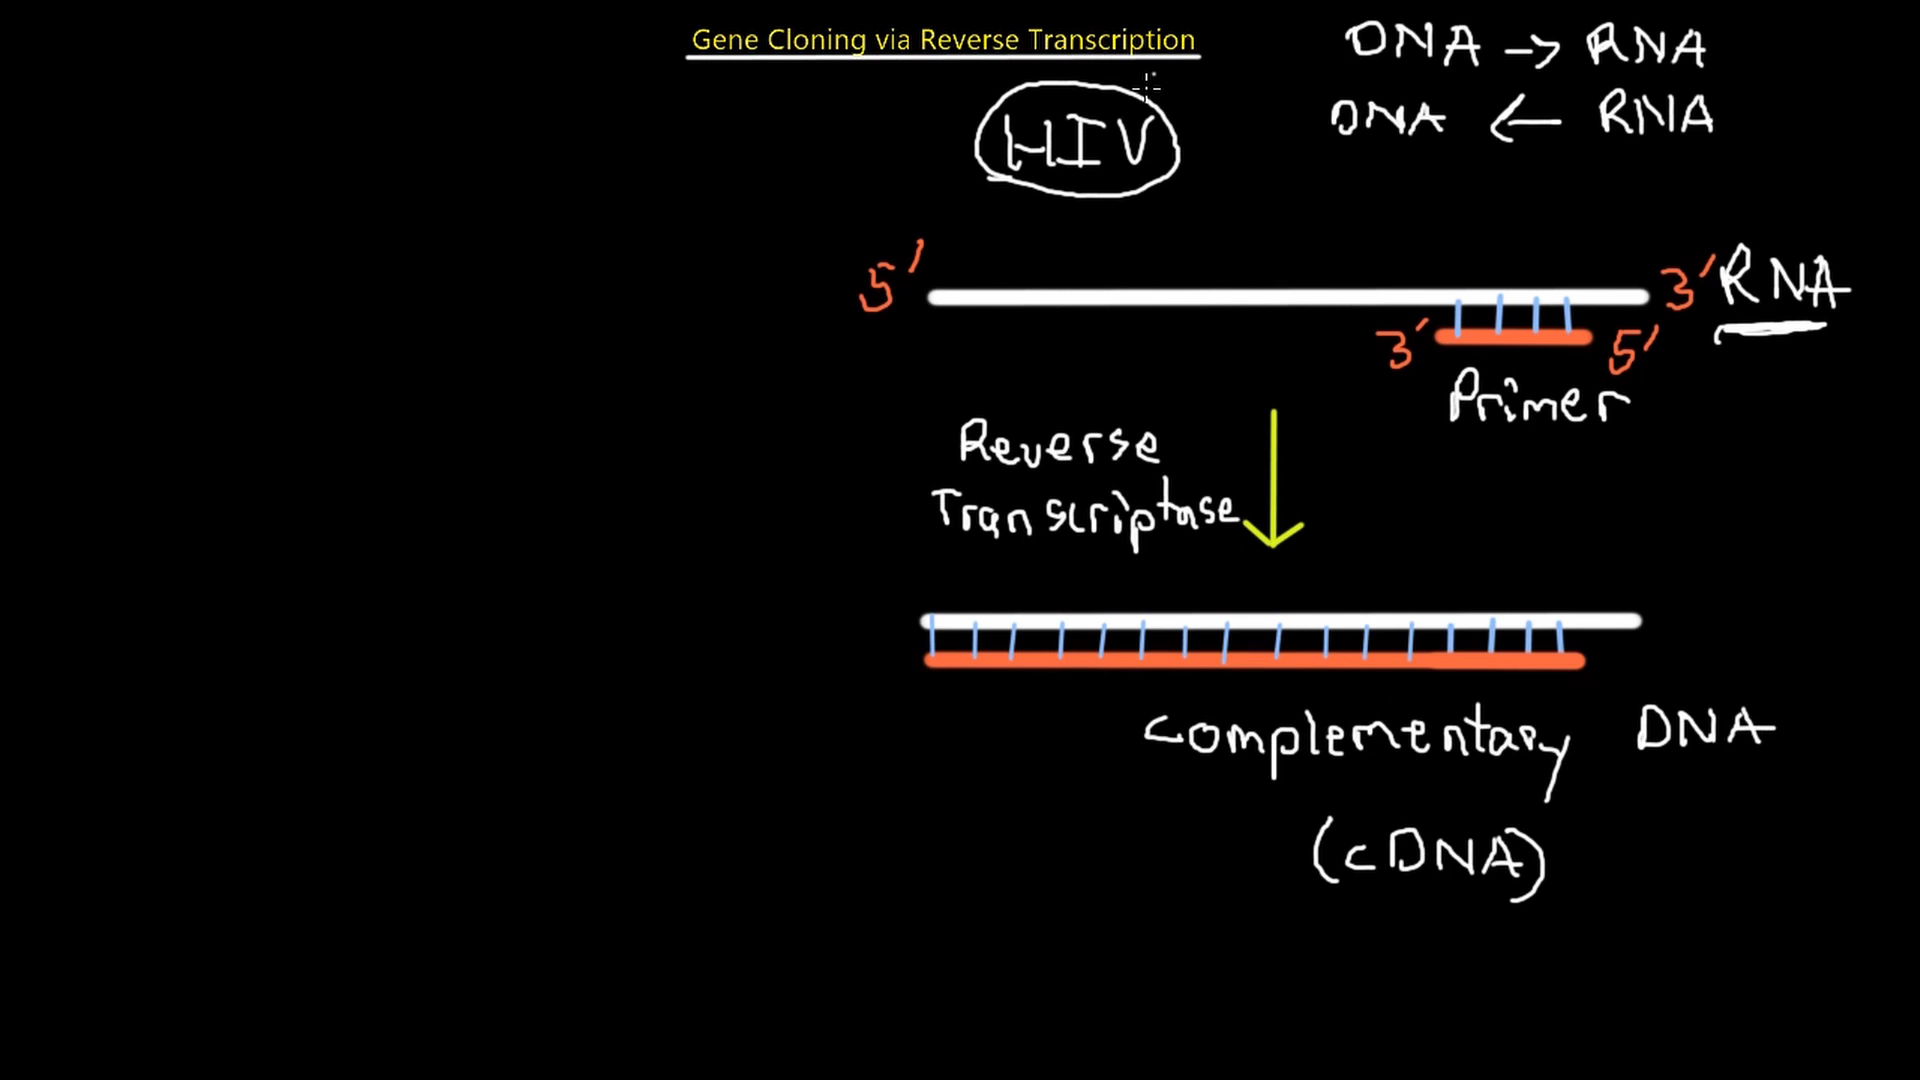 Gene Cloning via Reverse Transcription
DNA → RNA
DNA ← RNA
HIV
5' 3' RNA
3' 5'
Primer
Reverse
Transcriptase
Complementary DNA
(cDNA)